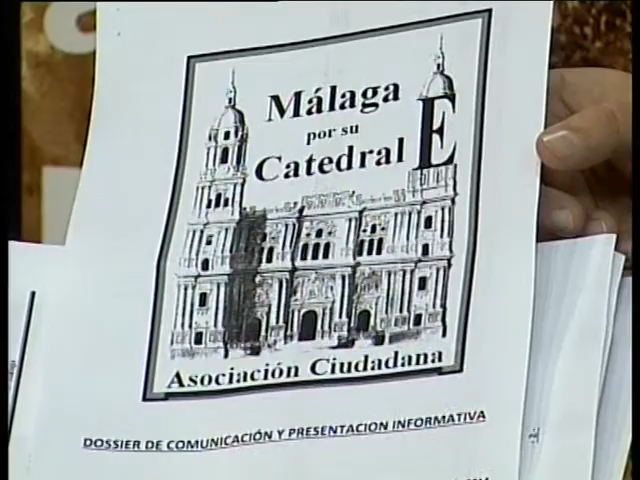 Málaga
por su
Catedral E
Asociación Ciudadana
DOSSIER DE COMUNICACIÓN Y PRESENTACION INFORMATIVA